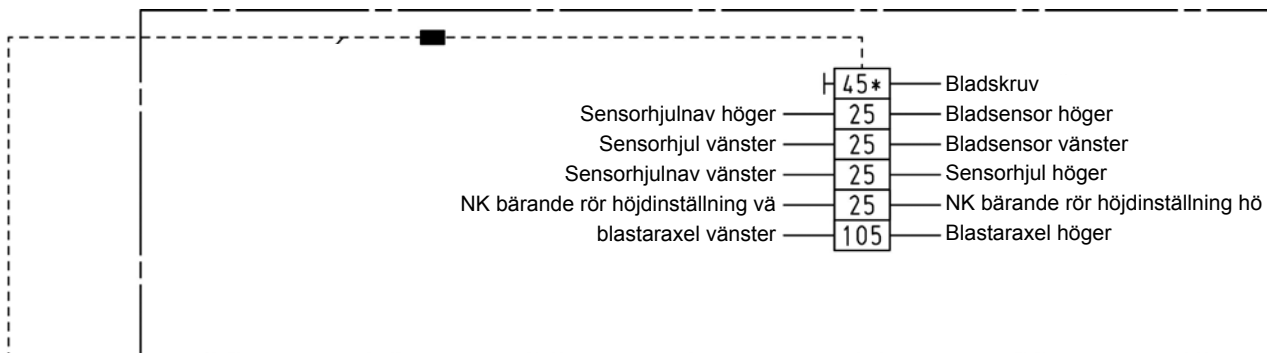 45* Bladskruv
Sensorhjulnav höger 25 Bladsensor höger
Sensorhjul vänster 25 Bladsensor vänster
Sensorhjulnav vänster 25 Sensorhjul höger
NK bärande rör höjdinställning vä 25 NK bärande rör höjdinställning hö
blastaraxel vänster 105 Blastaraxel höger